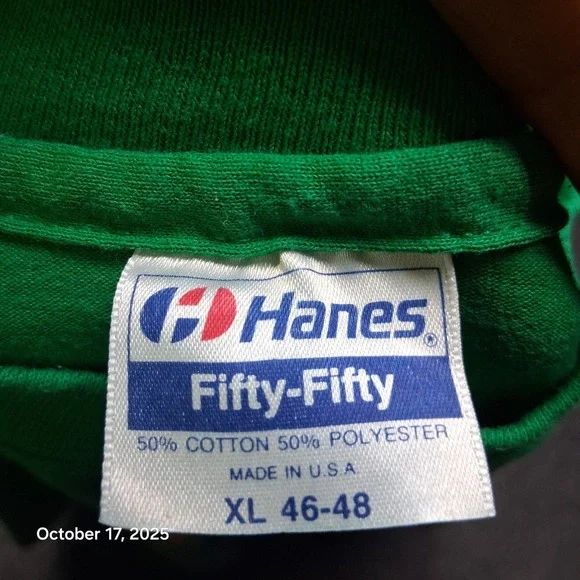 Hanes®
Fifty-Fifty
50% COTTON 50% POLYESTER
MADE IN U.S.A
XL 46-48
October 17, 2025